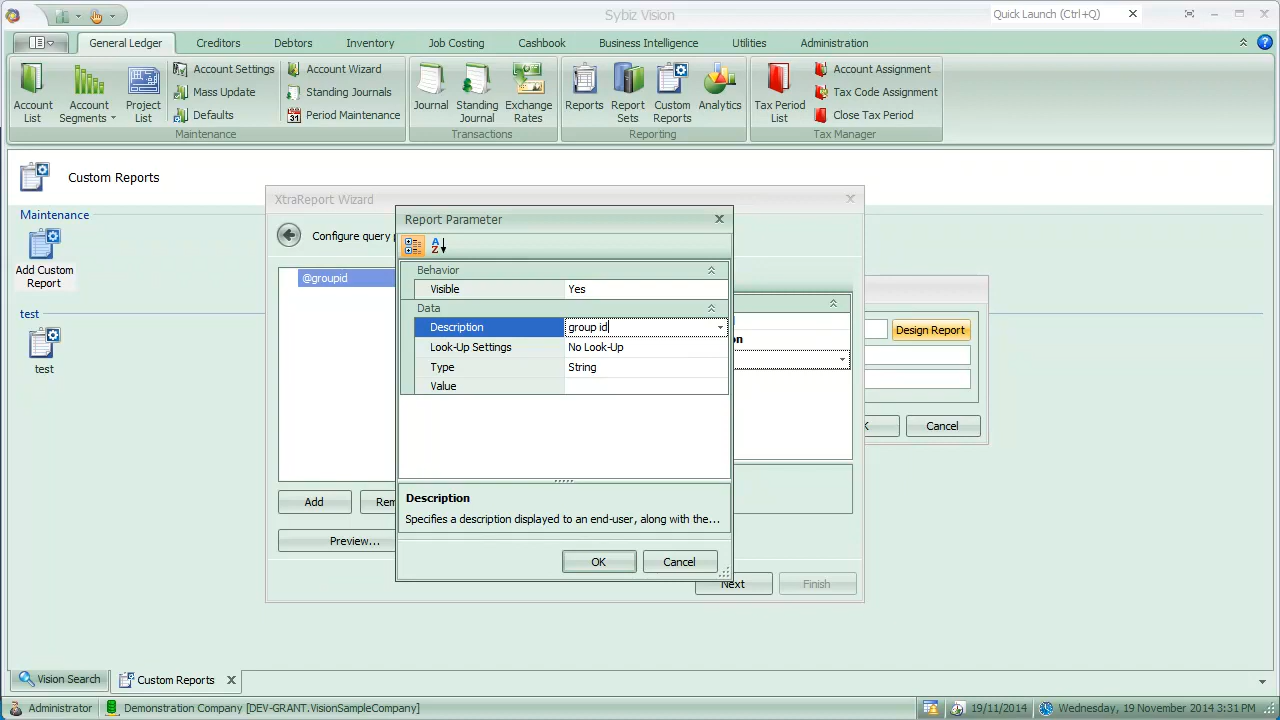 Sybiz Vision
Quick Launch (Ctrl+Q)
General Ledger
Creditors
Debtors
Inventory
Job Costing
Cashbook
Business Intelligence
Utilities
Administration
Account List
Account Segments
Project List
Account Settings
Mass Update
Defaults
Account Wizard
Standing Journals
Period Maintenance
Maintenance
Journal
Standing Journal
Exchange Rates
Transactions
Reports
Report Sets
Custom Reports
Analytics
Reporting
Tax Period List
Account Assignment
Tax Code Assignment
Close Tax Period
Tax Manager
Custom Reports
Maintenance
Add Custom Report
test
test
XtraReport Wizard
Configure query
@groupid
Add
Preview...
Next
Finish
Report Parameter
Behavior
Visible Yes
Data
Description group id
Look-Up Settings No Look-Up
Type String
Value
Description
Specifies a description displayed to an end-user, along with the...
OK
Cancel
Design Report
Cancel
Vision Search
Custom Reports
Administrator
Demonstration Company [DEV-GRANT.VisionSampleCompany]
19/11/2014
Wednesday, 19 November 2014 3:31 PM